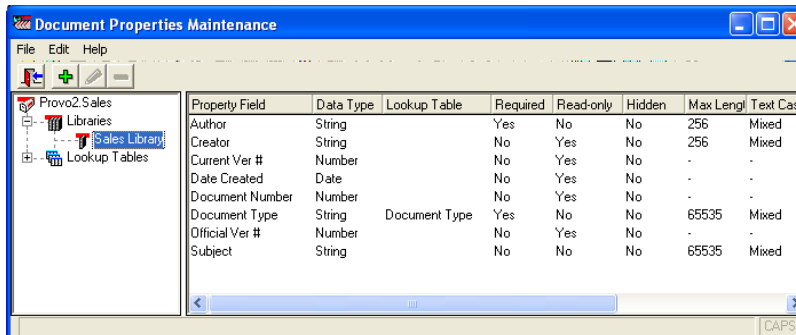 Document Properties Maintenance
File Edit Help
Provo2.Sales
Libraries
Sales Library
Lookup Tables
Property Field Data Type Lookup Table Required Read-only Hidden Max Lengl Text Cas
Author String Yes No No 256 Mixed
Creator String No Yes No 256 Mixed
Current Ver # Number No Yes No - -
Date Created Date No Yes No - -
Document Number Number No Yes No - -
Document Type String Document Type Yes No No 65535 Mixed
Official Ver # Number No Yes No - -
Subject String No No No 65535 Mixed
CAPS